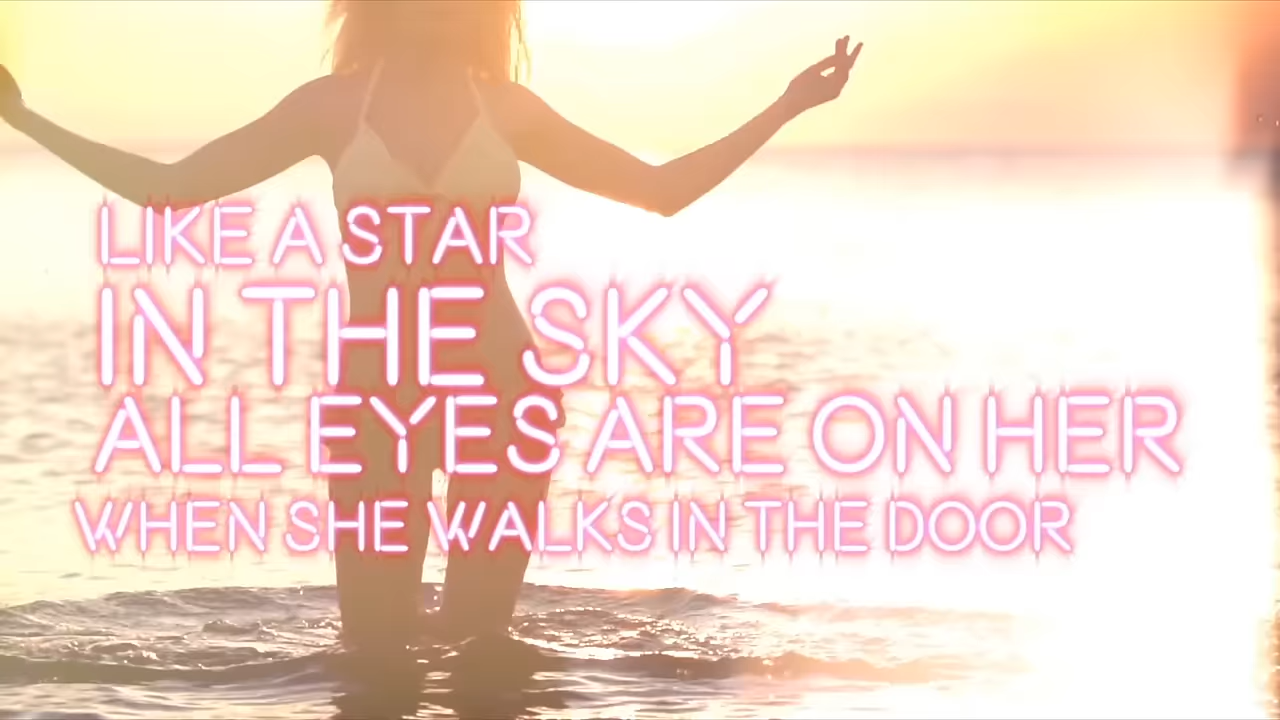 LIKE A STAR
IN THE SKY
ALL EYES ARE ON HER
WHEN SHE WALKS IN THE DOOR